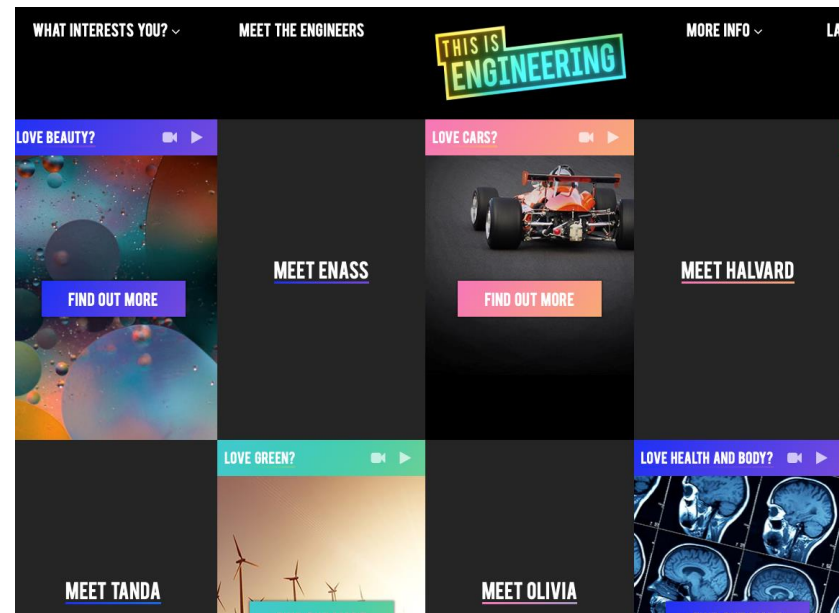 WHAT INTERESTS YOU?
MEET THE ENGINEERS
THIS IS
ENGINEERING
MORE INFO
LOVE BEAUTY?
LOVE CARS?
FIND OUT MORE
MEET ENASS
FIND OUT MORE
MEET HALVARD
LOVE GREEN?
LOVE HEALTH AND BODY?
MEET TANDA
MEET OLIVIA